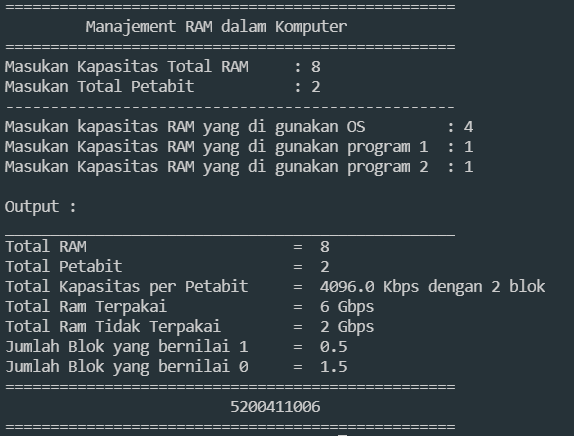 ==================================================
Manajement RAM dalam Komputer
==================================================
Masukan Kapasitas Total RAM     : 8
Masukan Total Petabit           : 2
--------------------------------------------------
Masukan kapasitas RAM yang di gunakan OS         : 4
Masukan Kapasitas RAM yang di gunakan program 1  : 1
Masukan Kapasitas RAM yang di gunakan program 2  : 1
Output :
__________________________________________________
Total RAM                       =  8
Total Petabit                   =  2
Total Kapasitas per Petabit     =  4096.0 Kbps dengan 2 blok
Total Ram Terpakai              =  6 Gbps
Total Ram Tidak Terpakai        =  2 Gbps
Jumlah Blok yang bernilai 1     =  0.5
Jumlah Blok yang bernilai 0     =  1.5
==================================================
5200411006
==================================================